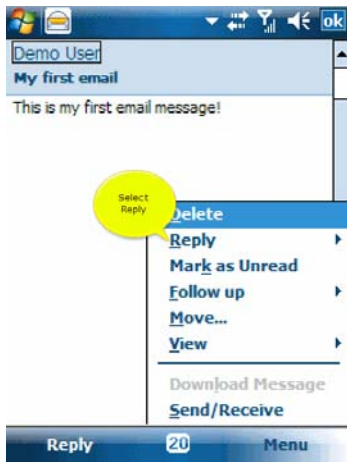 ok
Demo User
My first email
This is my first email message!
Select
Reply
Delete
Reply
Mark as Unread
Follow up
Move...
View
Download Message
Send/Receive
Reply 20 Menu